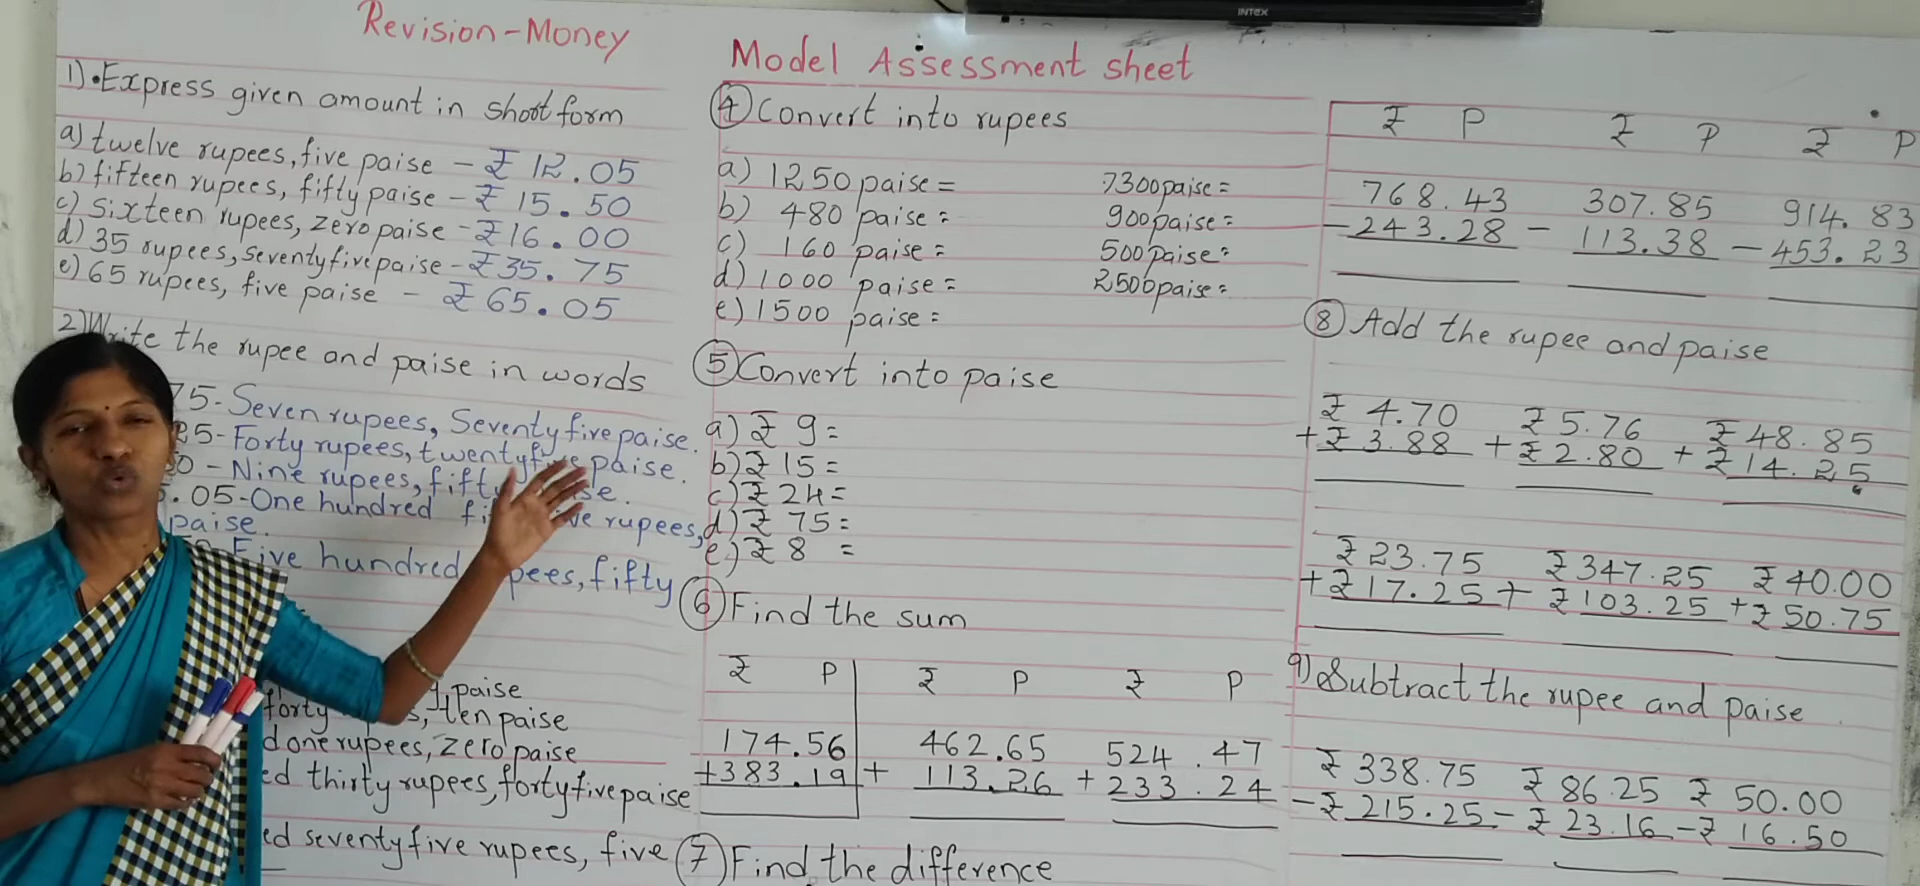 INTEX
Revision-Money
Model Assessment sheet
1) Express given amount in short form
a) twelve rupees, five paise - ₹ 12.05
b) fifteen rupees, fifty paise - ₹ 15.50
c) Sixteen rupees, zero paise - ₹16.00
d) 35 rupees, seventyfive paise - ₹35.75
e) 65 rupees, five paise - ₹65.05
2) Write the rupee and paise in words
75 - Seven rupees, Seventyfive paise.
25 - Forty rupees, twentyfive paise.
- Nine rupees, fifty
.05 - One hundred rupees,
paise.
Five hundred fifty
paise
forty ten paise
one rupees, zero paise
thirty rupees, fortyfive paise
seventyfive rupees, five
④ Convert into rupees
a) 1250 paise = 7300 paise =
b) 480 paise = 900 paise =
c) 160 paise = 500 paise =
d) 1000 paise = 2500 paise =
e) 1500 paise =
⑤ Convert into paise
a) ₹ 9 =
b) ₹ 15 =
c) ₹ 24 =
d) ₹ 75 =
e) ₹ 8 =
⑥ Find the sum
₹ P ₹ P ₹ P
174.56 462.65 524.47
+383.19 + 113.26 + 233.24
⑦ Find the difference
₹ P ₹ P ₹ P
768.43 307.85 914.83
-243.28 - 113.38 - 453.23
⑧ Add the rupee and paise
₹ 4.70 ₹5.76 ₹48.85
+₹3.88 + ₹2.80 + ₹14.25
₹23.75 ₹347.25 ₹40.00
+₹17.25 + ₹103.25 + ₹50.75
9) Subtract the rupee and paise
₹338.75 ₹86.25 ₹50.00
-₹215.25 - ₹23.16 - ₹16.50